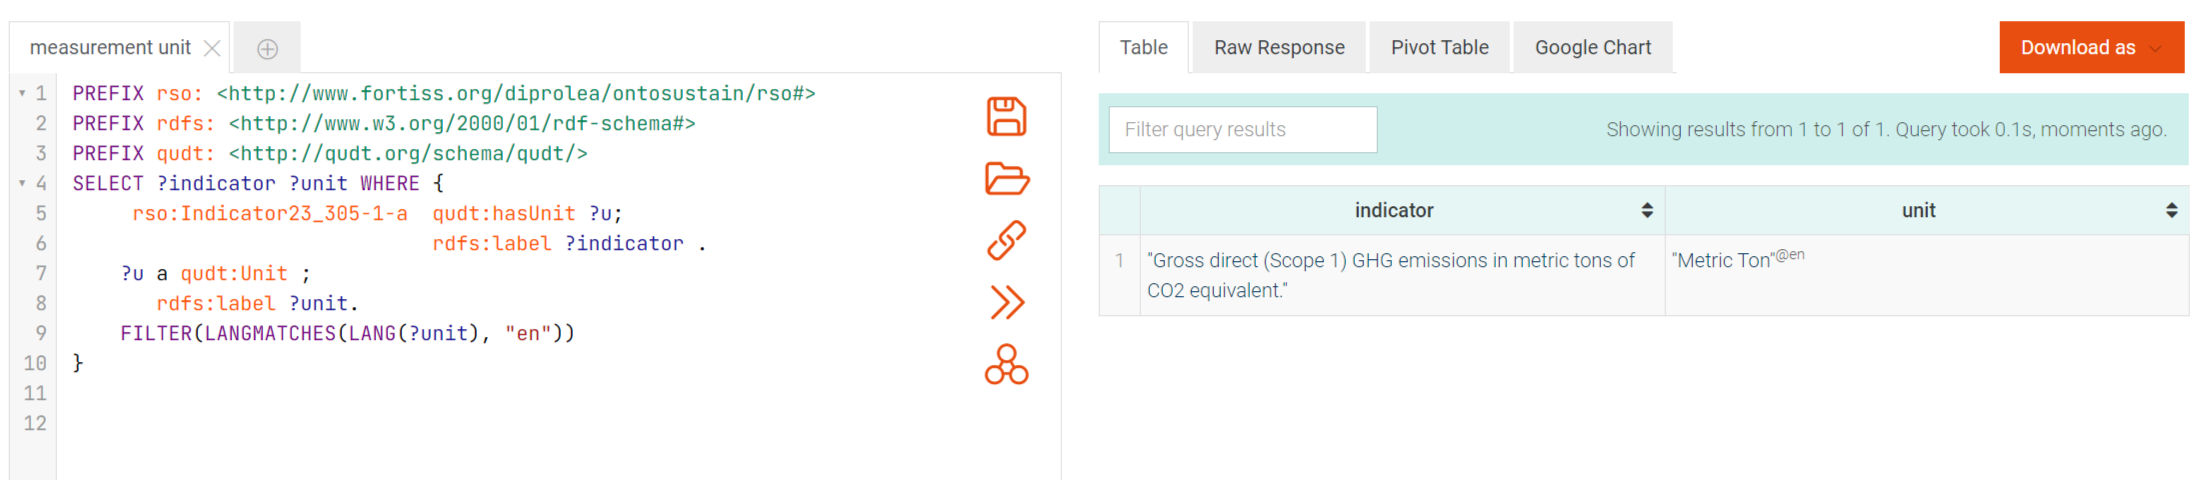 measurement unit
1 PREFIX rso: <http://www.fortiss.org/diprolea/ontosustain/rso#>
2 PREFIX rdfs: <http://www.w3.org/2000/01/rdf-schema#>
3 PREFIX qudt: <http://qudt.org/schema/qudt/>
4 SELECT ?indicator ?unit WHERE {
5 rso:Indicator23_305-1-a qudt:hasUnit ?u;
6 rdfs:label ?indicator .
7 ?u a qudt:Unit ;
8 rdfs:label ?unit.
9 FILTER(LANGMATCHES(LANG(?unit), "en"))
10 }
11
12
Table Raw Response Pivot Table Google Chart Download as
Filter query results Showing results from 1 to 1 of 1. Query took 0.1s, moments ago.
indicator unit
1 "Gross direct (Scope 1) GHG emissions in metric tons of "Metric Ton"@en
CO2 equivalent."